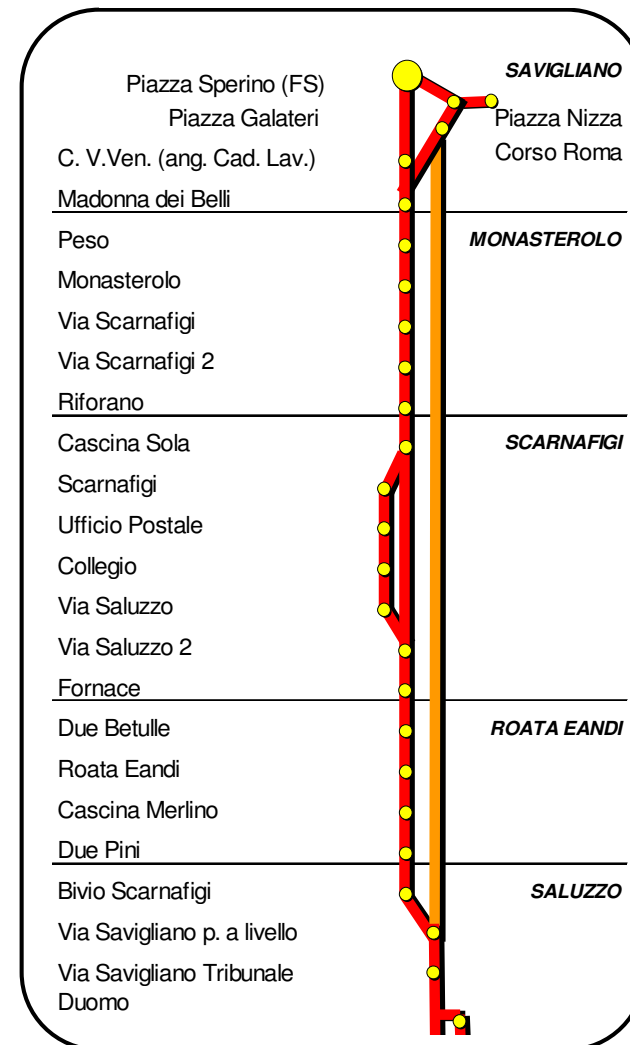 SAVIGLIANO
Piazza Sperino (FS)
Piazza Galateri
Piazza Nizza
C. V.Ven. (ang. Cad. Lav.)
Corso Roma
Madonna dei Belli
Peso
MONASTEROLO
Monasterolo
Via Scarnafigi
Via Scarnafigi 2
Riforano
Cascina Sola
SCARNAFIGI
Scarnafigi
Ufficio Postale
Collegio
Via Saluzzo
Via Saluzzo 2
Fornace
Due Betulle
ROATA EANDI
Roata Eandi
Cascina Merlino
Due Pini
Bivio Scarnafigi
SALUZZO
Via Savigliano p. a livello
Via Savigliano Tribunale
Duomo